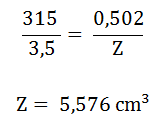 315/3,5 = 0,502/Z
Z = 5,576 cm³